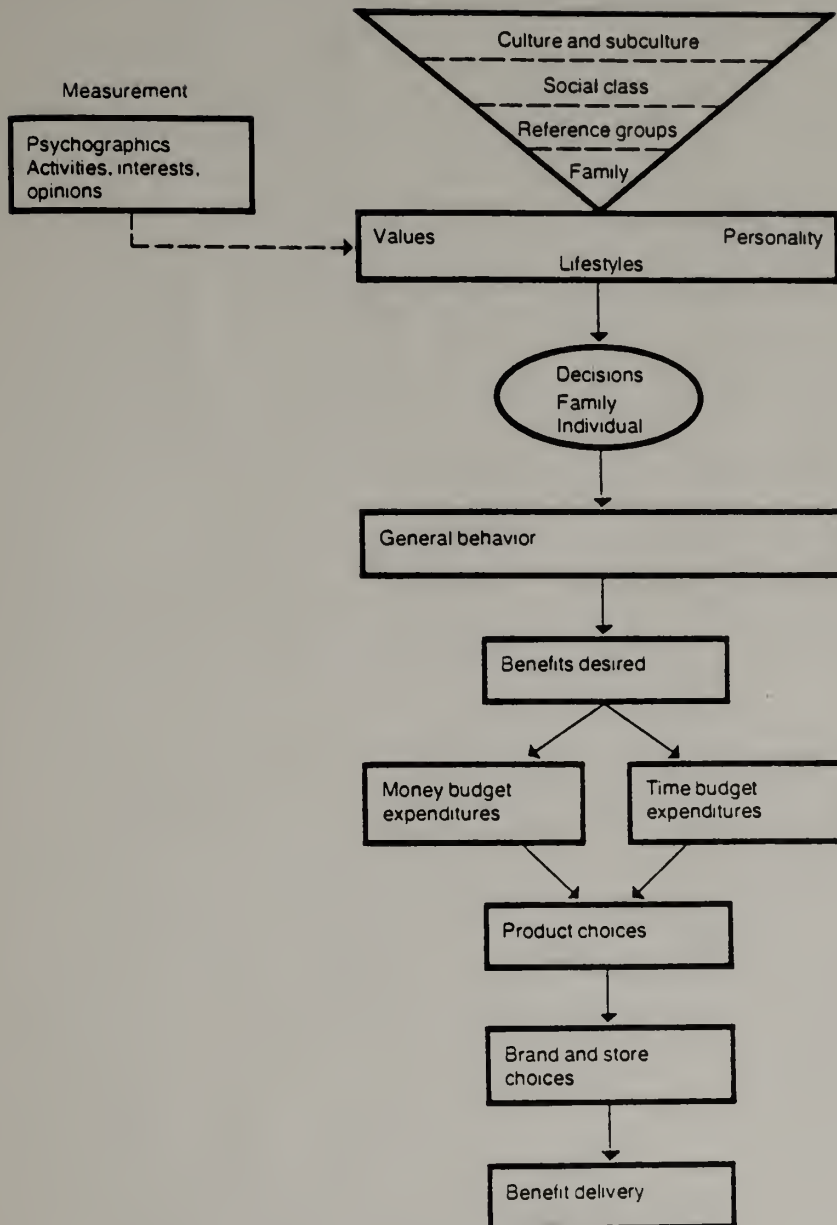 Culture and subculture
Social class
Reference groups
Family
Measurement
Psychographics
Activities, interests,
opinions
Values
Personality
Lifestyles
Decisions
Family
Individual
General behavior
Benefits desired
Money budget
expenditures
Time budget
expenditures
Product choices
Brand and store
choices
Benefit delivery